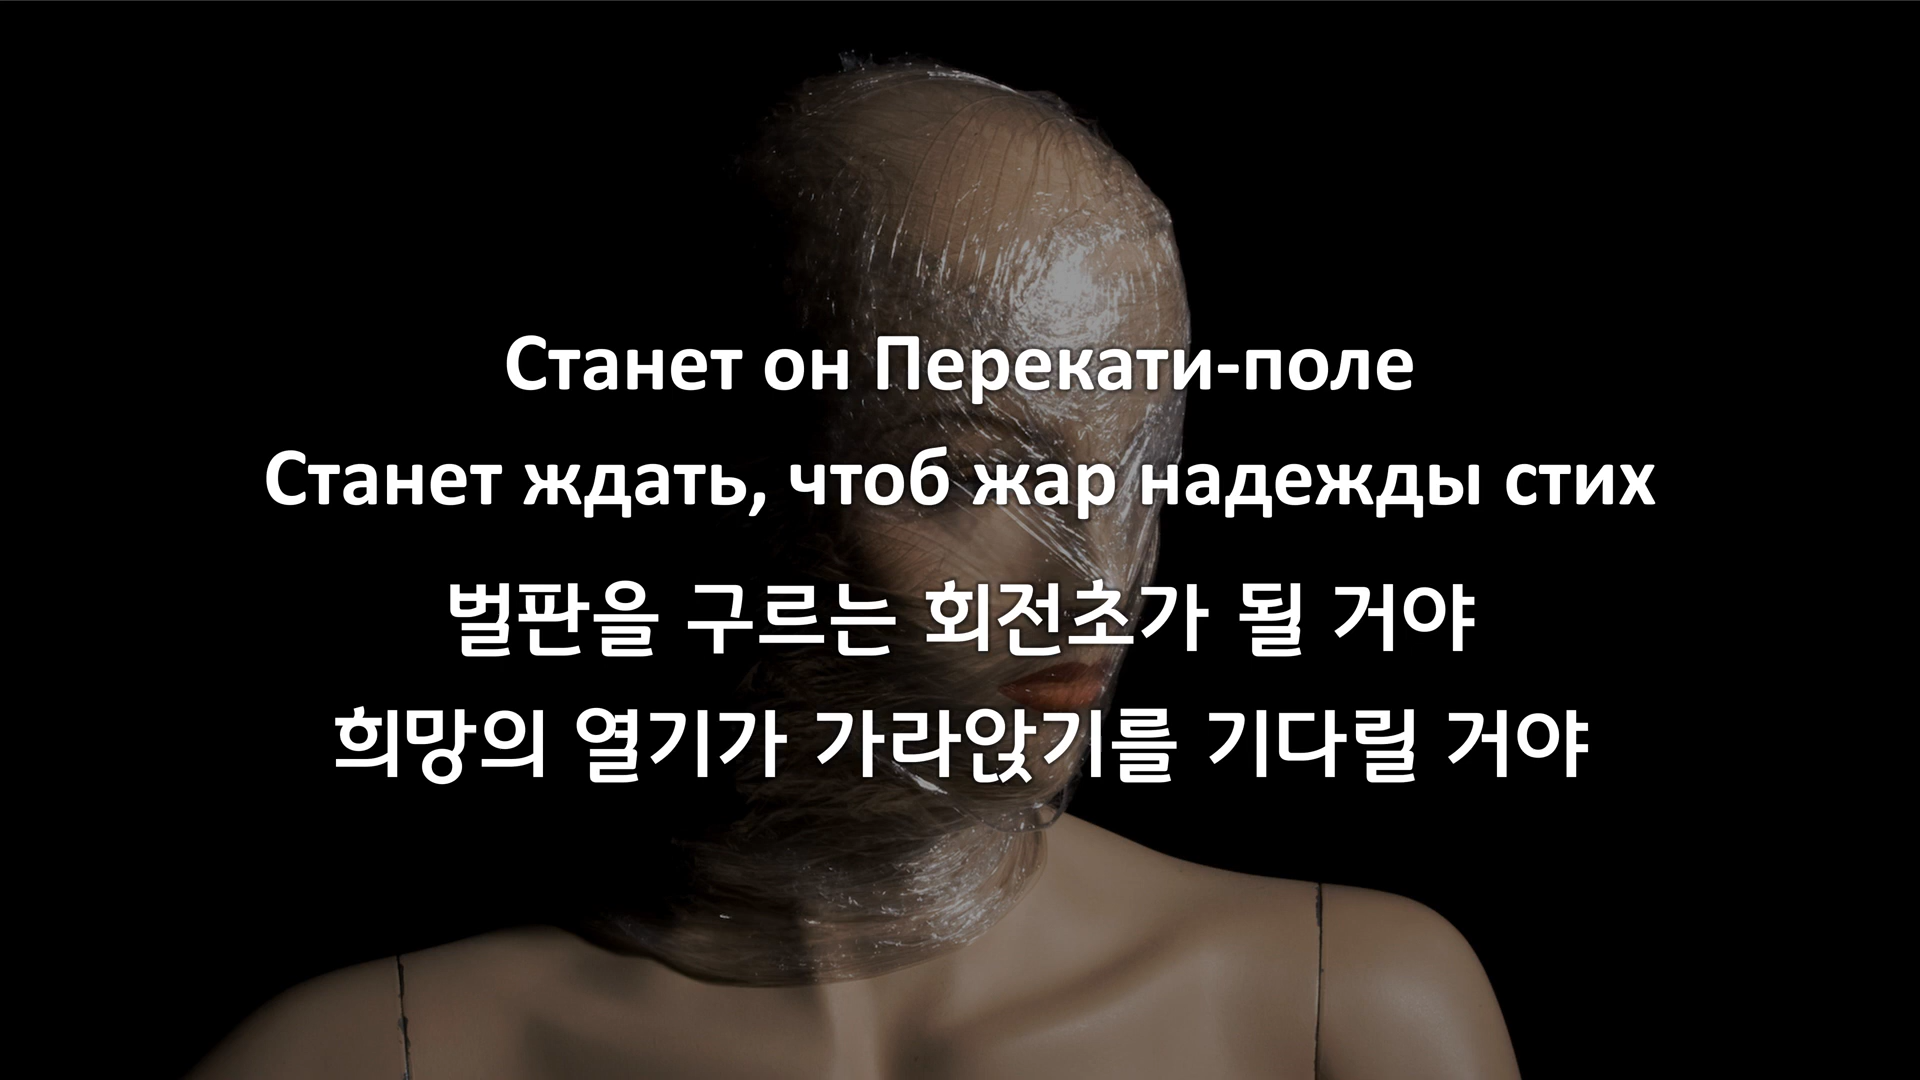 Станет он Перекати-поле
Станет ждать, чтоб жар надежды стих
벌판을 구르는 회전초가 될 거야
희망의 열기가 가라앉기를 기다릴 거야